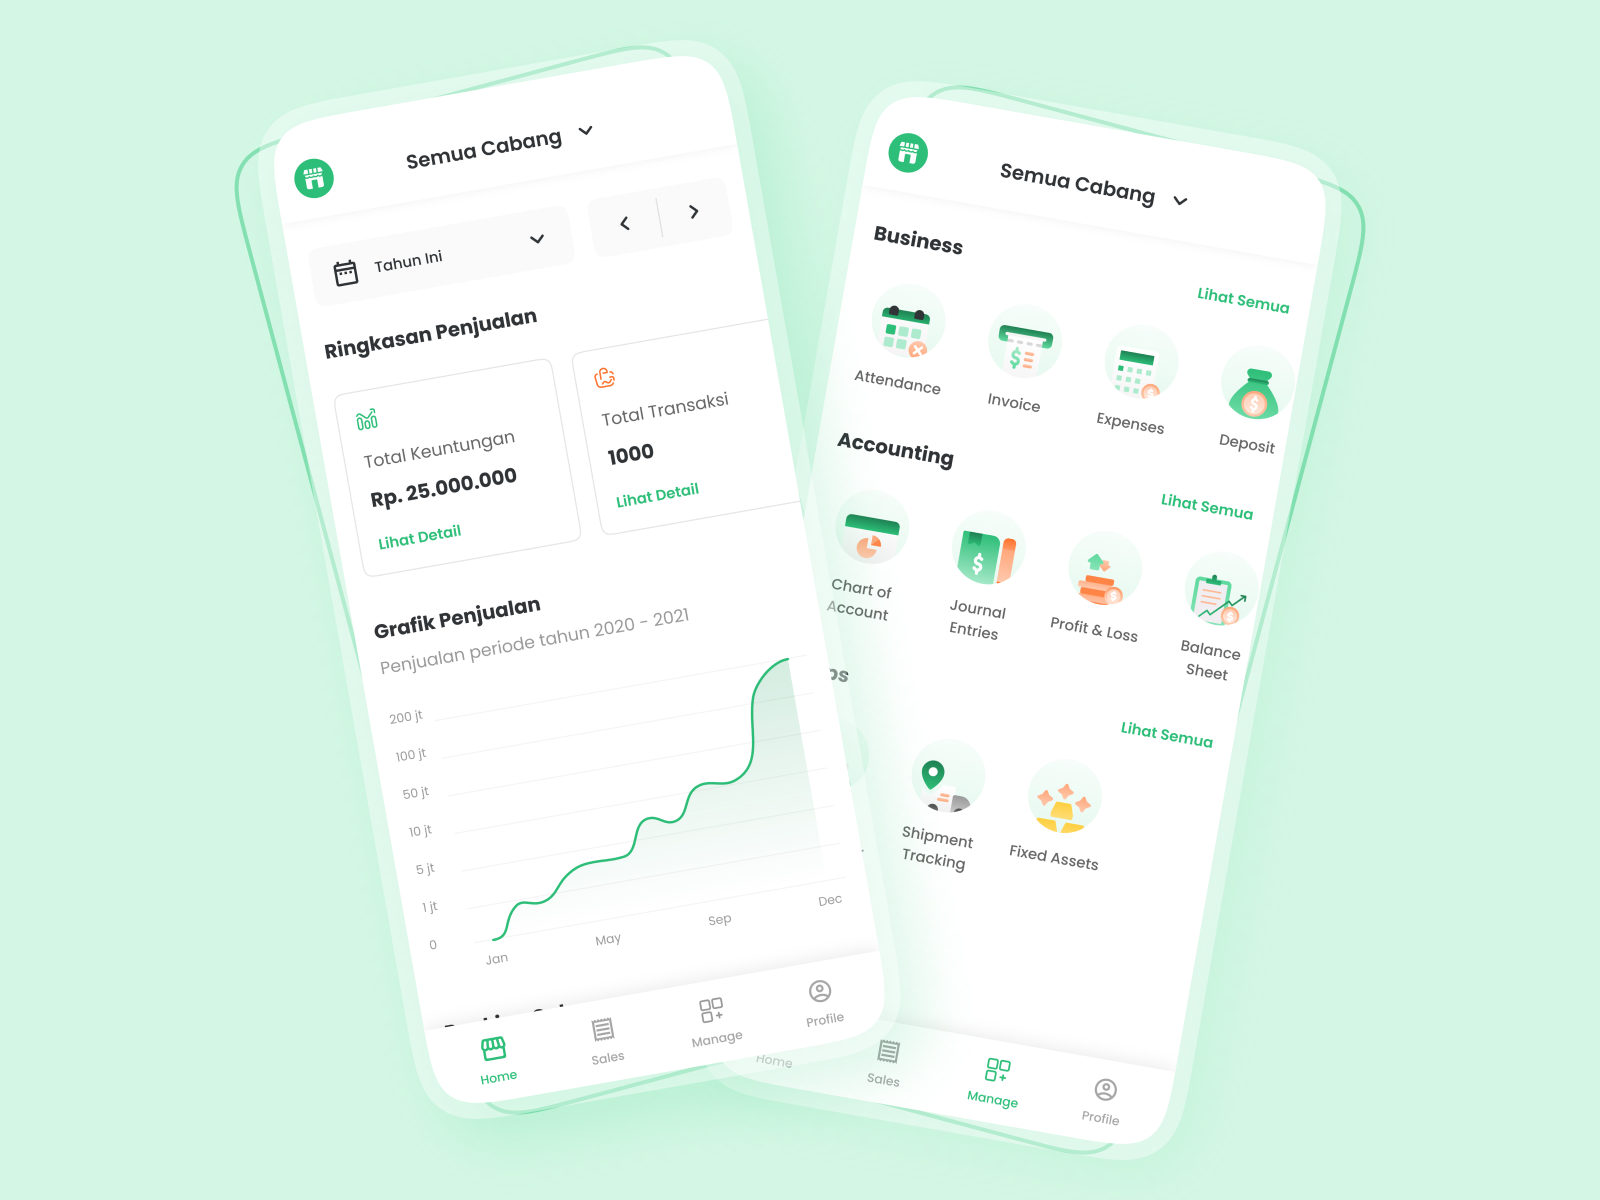 Semua Cabang
Tahun Ini
Ringkasan Penjualan
Total Keuntungan
Rp. 25.000.000
Lihat Detail
Total Transaksi
1000
Lihat Detail
Grafik Penjualan
Penjualan periode tahun 2020 - 2021
200 jt
100 jt
50 jt
10 jt
5 jt
1 jt
0
Jan
May
Sep
Dec
Home
Sales
Manage
Profile
Semua Cabang
Business
Lihat Semua
Attendance
Invoice
Expenses
Deposit
Accounting
Lihat Semua
Chart of
Account
Journal
Entries
Profit & Loss
Balance
Sheet
Lihat Semua
Shipment
Tracking
Fixed Assets
Home
Sales
Manage
Profile